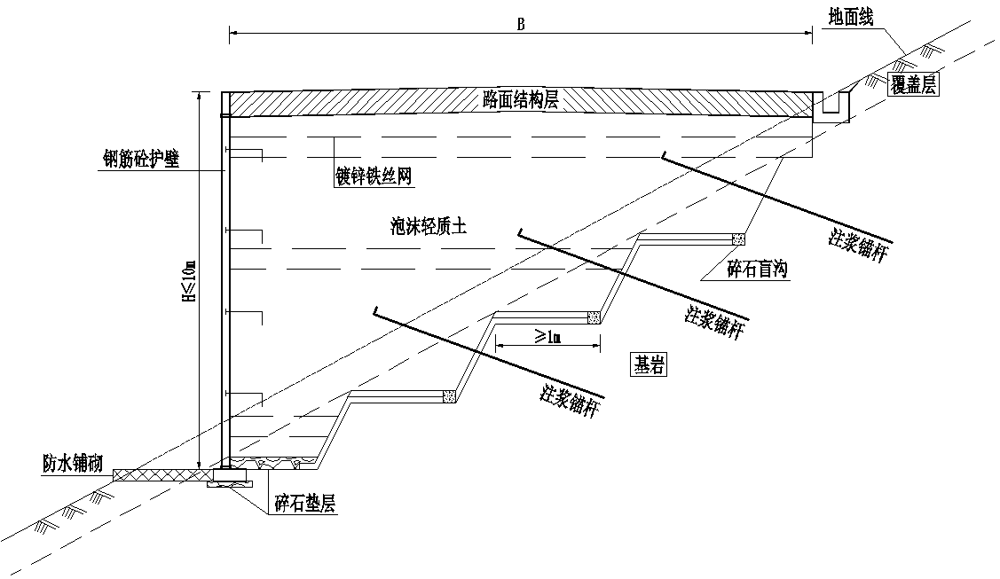 地面线
B
覆盖层
路面结构层
钢筋砼护壁
镀锌铁丝网
泡沫轻质土
注浆锚杆
H≤10m
碎石盲沟
注浆锚杆
≥1m
基岩
注浆锚杆
防水铺砌
碎石垫层